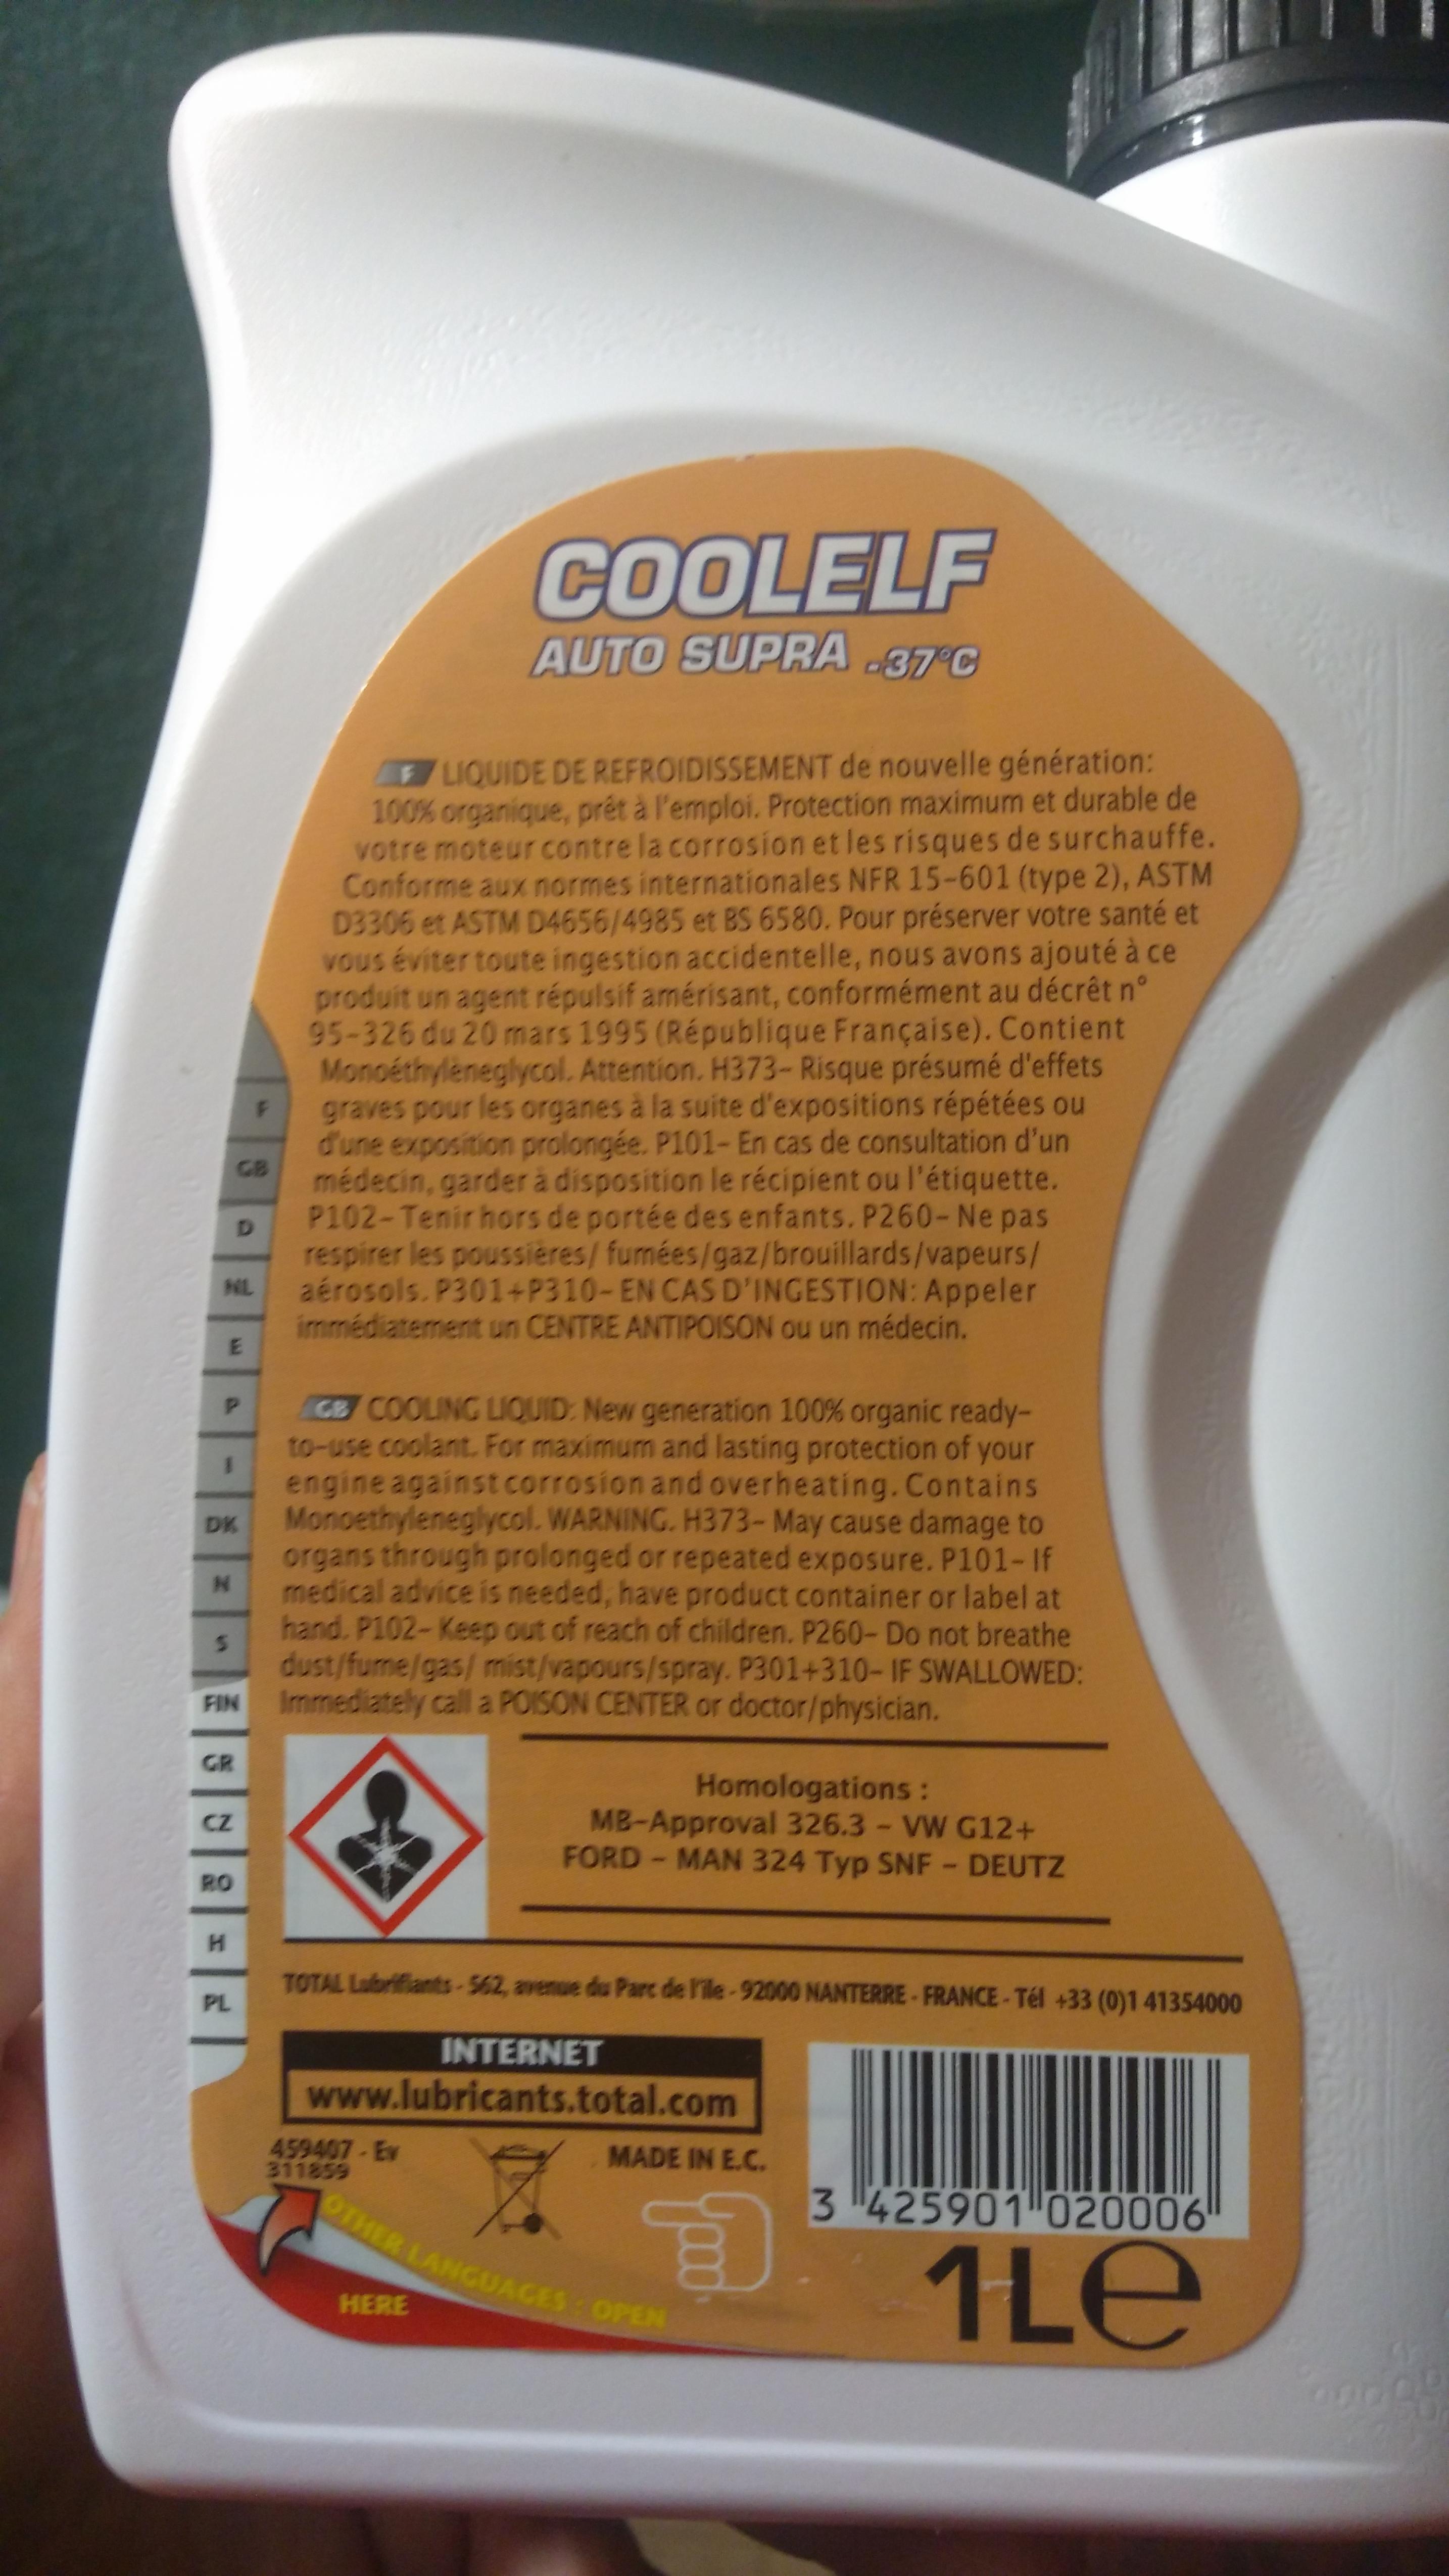 COOLELF
AUTO SUPRA -37°C
F LIQUIDE DE REFROIDISSEMENT de nouvelle génération:
100% organique, prêt à l'emploi. Protection maximum et durable de
votre moteur contre la corrosion et les risques de surchauffe.
Conforme aux normes internationales NFR 15-601 (type 2), ASTM
D3306 et ASTM D4656/4985 et BS 6580. Pour préserver votre santé et
vous éviter toute ingestion accidentelle, nous avons ajouté à ce
produit un agent répulsif amérisant, conformément au décrêt n°
95-326 du 20 mars 1995 (République Française). Contient
Monoéthylèneglycol. Attention. H373- Risque présumé d'effets
graves pour les organes à la suite d'expositions répétées ou
d'une exposition prolongée. P101- En cas de consultation d'un
médecin, garder à disposition le récipient ou l'étiquette.
P102- Tenir hors de portée des enfants. P260- Ne pas
respirer les poussières/ fumées/gaz/brouillards/vapeurs/
aérosols. P301+P310- EN CAS D'INGESTION: Appeler
immédiatement un CENTRE ANTIPOISON ou un médecin.
GB COOLING LIQUID: New generation 100% organic ready-
to-use coolant. For maximum and lasting protection of your
engine against corrosion and overheating. Contains
Monoethyleneglycol. WARNING. H373- May cause damage to
organs through prolonged or repeated exposure. P101- If
medical advice is needed, have product container or label at
hand. P102- Keep out of reach of children. P260- Do not breathe
dust/fume/gas/ mist/vapours/spray. P301+310- IF SWALLOWED:
Immediately call a POISON CENTER or doctor/physician.
F
GB
D
NL
E
P
I
DK
N
S
FIN
GR
CZ
RO
H
PL
Homologations :
MB-Approval 326.3 - VW G12+
FORD - MAN 324 Typ SNF - DEUTZ
TOTAL Lubrifiants - 562, avenue du Parc de l'île - 92000 NANTERRE - FRANCE - Tél +33 (0)1 41354000
INTERNET
www.lubricants.total.com
459407 - Ev
311859
MADE IN E.C.
3 425901 020006
OTHER LANGUAGES : OPEN
HERE
1L e